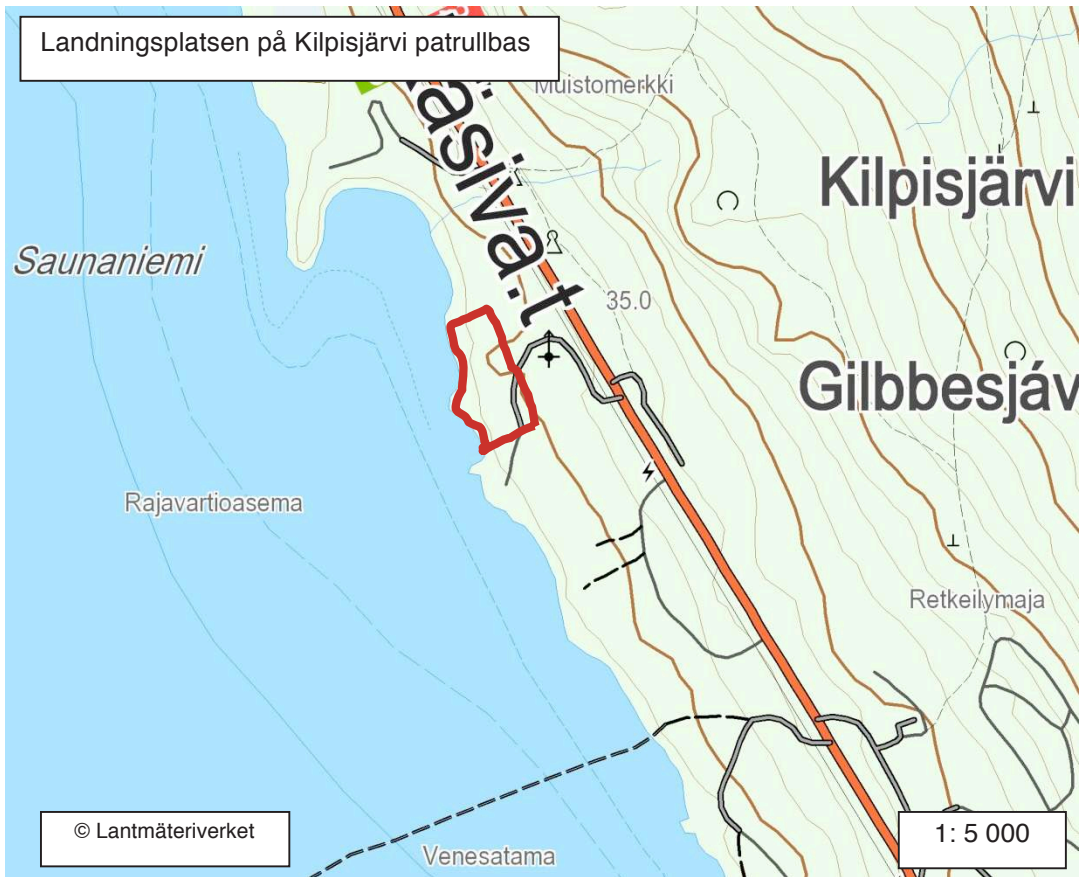 Landningsplatsen på Kilpisjärvi patrullbas
Muistomerkki
Kilpisjärvi
Saunaniemi
asiva.t
35.0
Gilbbesjáv
Rajavartioasema
Retkeilymaja
© Lantmäteriverket
Venesatama
1: 5 000